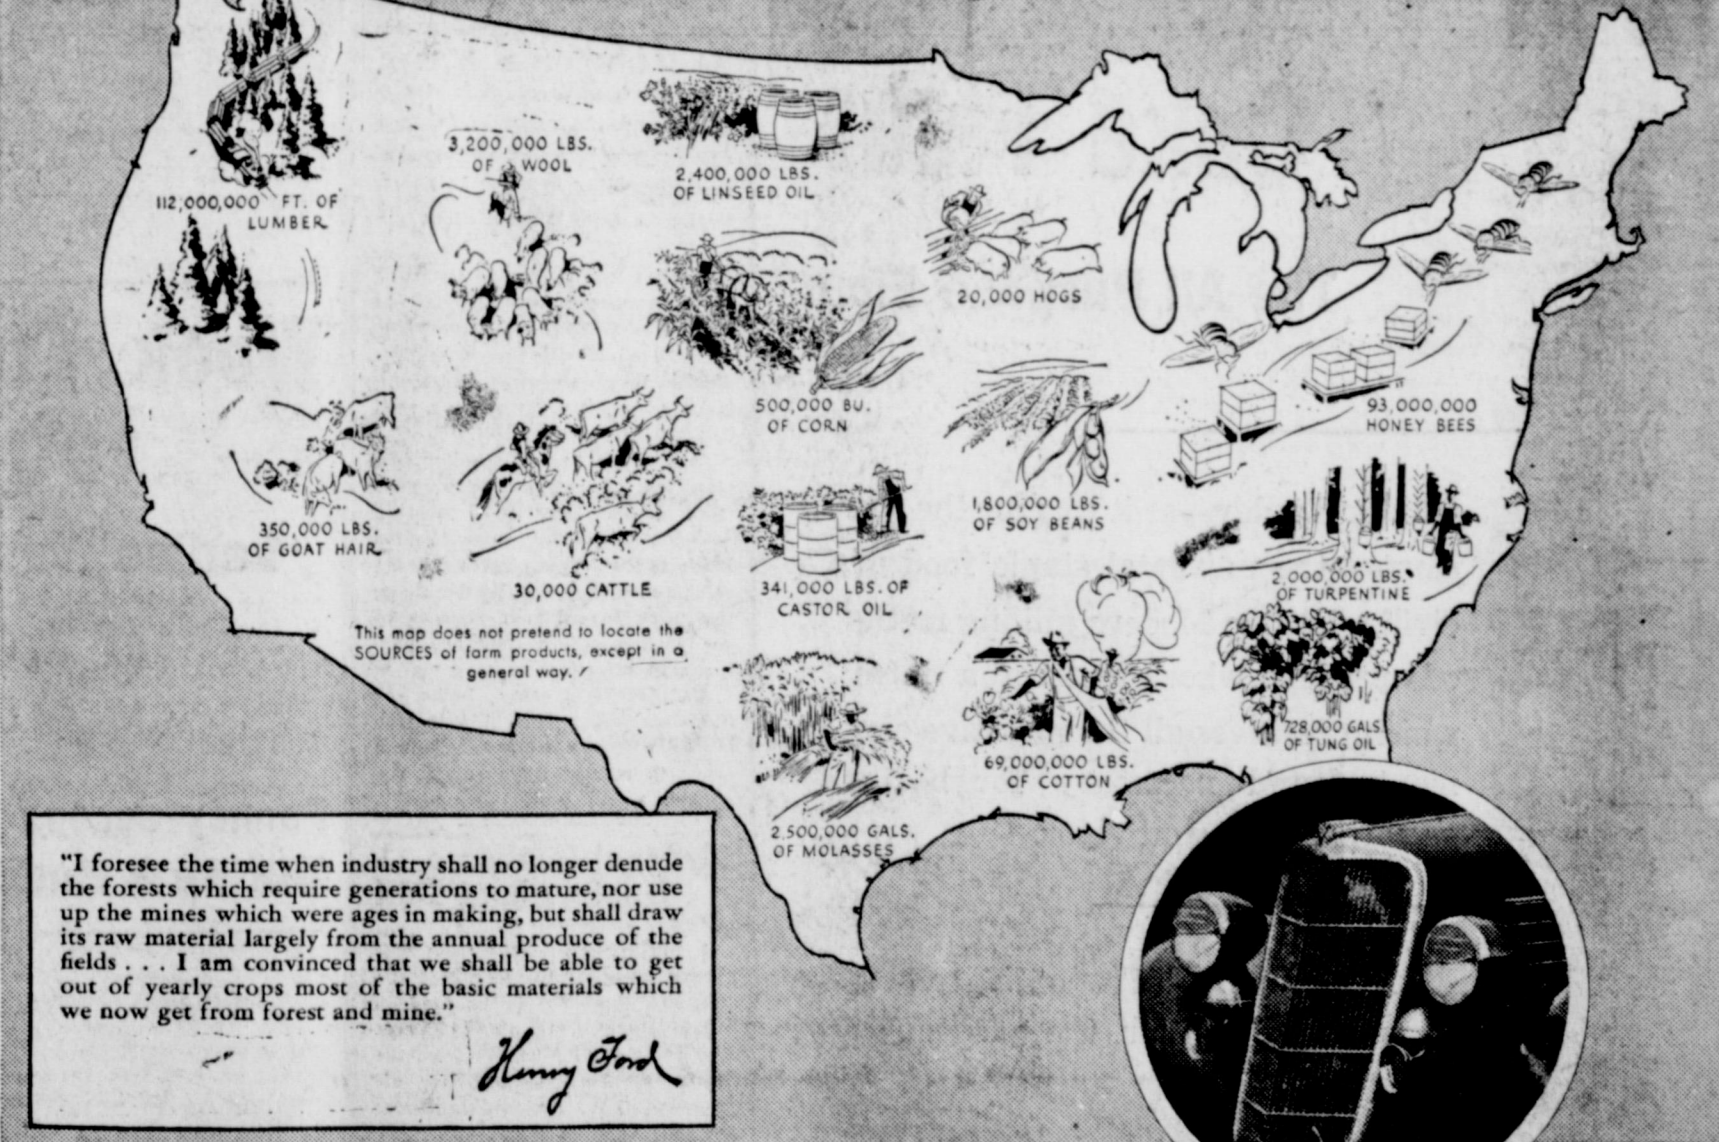 3,200,000 LBS.
OF WOOL
2,400,000 LBS.
OF LINSEED OIL
112,000,000 FT. OF
LUMBER
20,000 HOGS
500,000 BU.
OF CORN
93,000,000
HONEY BEES
350,000 LBS.
OF GOAT HAIR
30,000 CATTLE
1,800,000 LBS.
OF SOY BEANS
341,000 LBS. OF
CASTOR OIL
2,000,000 LBS.
OF TURPENTINE
This map does not pretend to locate the
SOURCES of farm products, except in a
general way.
728,000 GALS.
OF TUNG OIL
69,000,000 LBS.
OF COTTON
2,500,000 GALS.
OF MOLASSES
"I foresee the time when industry shall no longer denude
the forests which require generations to mature, nor use
up the mines which were ages in making, but shall draw
its raw material largely from the annual produce of the
fields . . . I am convinced that we shall be able to get
out of yearly crops most of the basic materials which
we now get from forest and mine."
Henry Ford